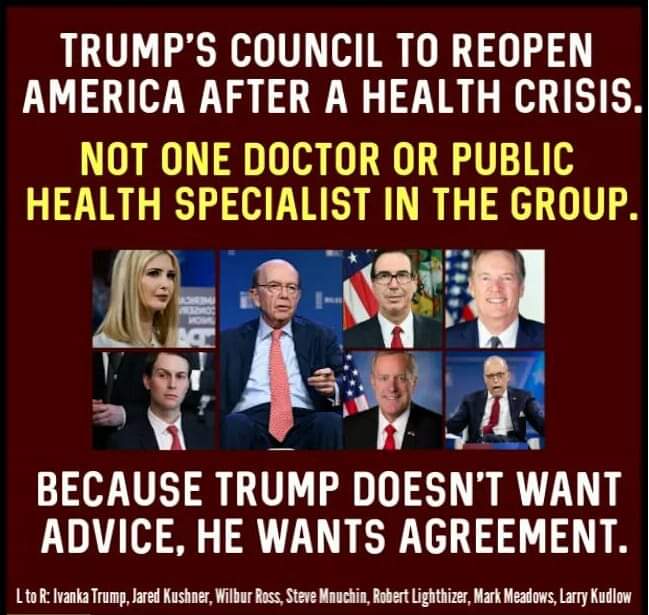 TRUMP'S COUNCIL TO REOPEN
AMERICA AFTER A HEALTH CRISIS.
NOT ONE DOCTOR OR PUBLIC
HEALTH SPECIALIST IN THE GROUP.
BECAUSE TRUMP DOESN'T WANT
ADVICE, HE WANTS AGREEMENT.
L to R: Ivanka Trump, Jared Kushner, Wilbur Ross, Steve Mnuchin, Robert Lighthizer, Mark Meadows, Larry Kudlow